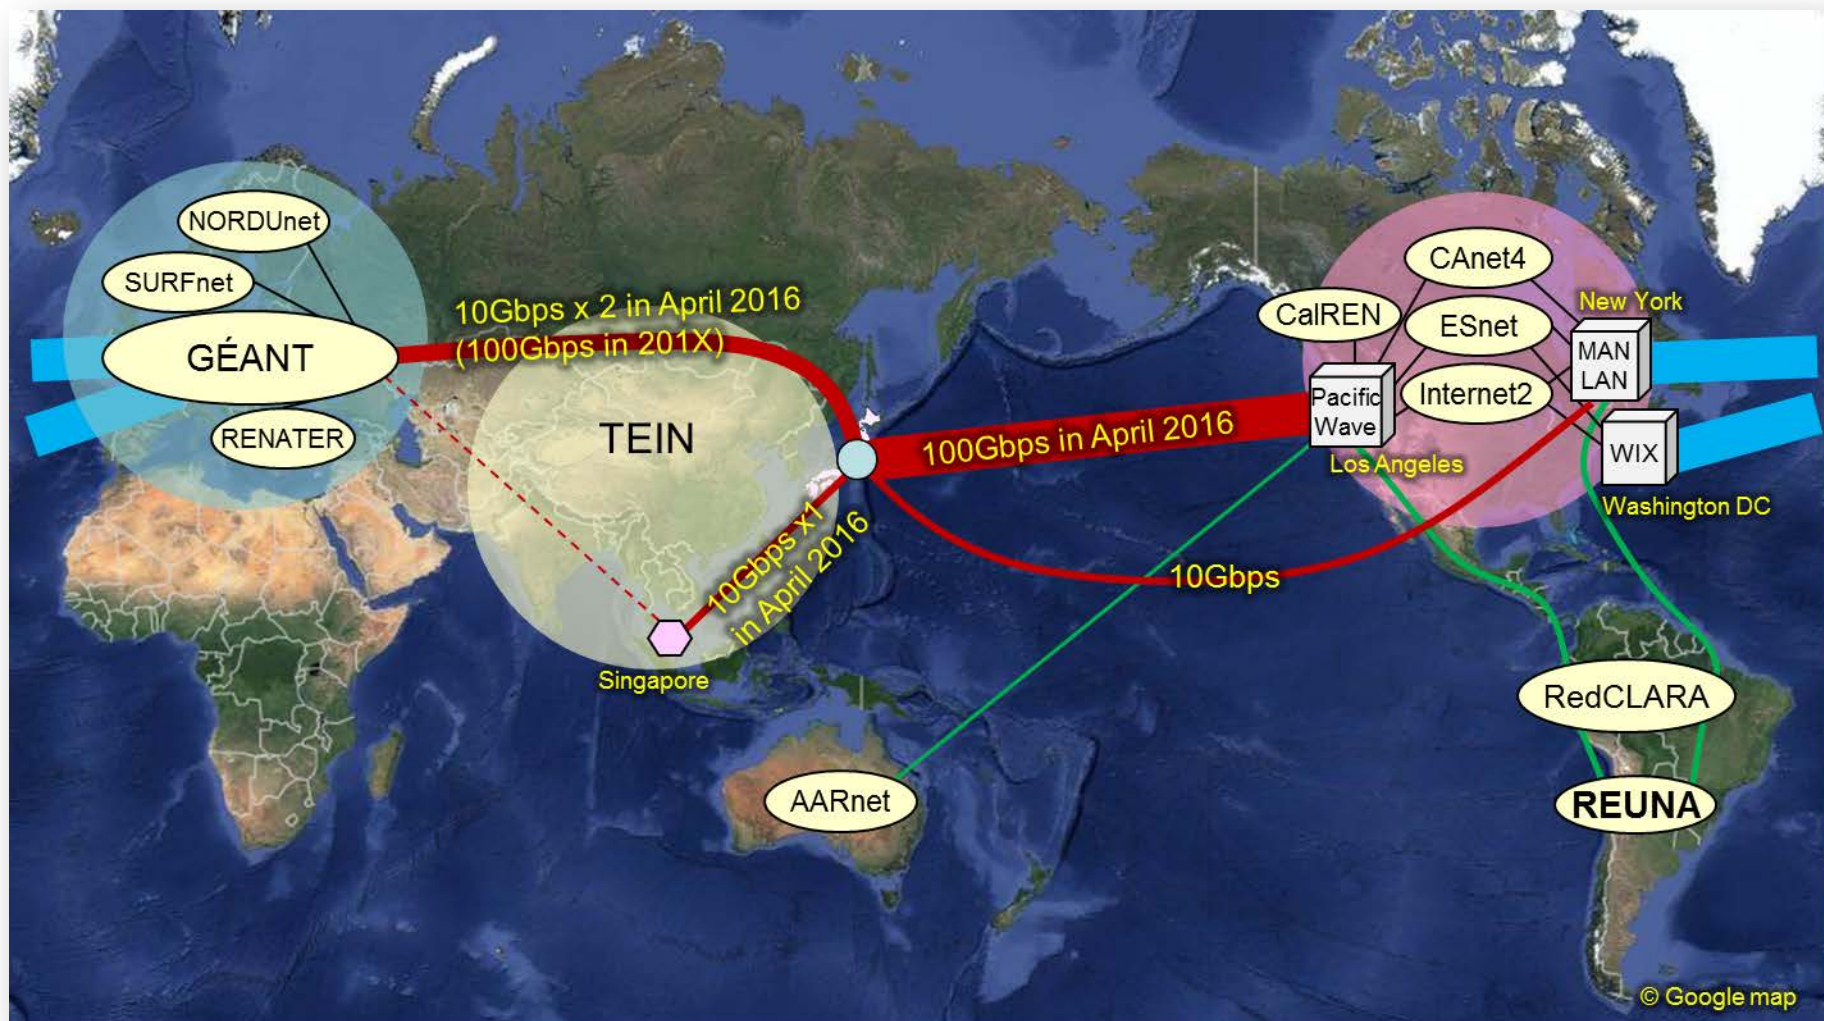 NORDUnet
SURFnet
GÉANT
RENATER
10Gbps x 2 in April 2016
(100Gbps in 201X)
TEIN
10Gbps x1
in April 2016
Singapore
100Gbps in April 2016
10Gbps
AARnet
CalREN
CAnet4
ESnet
Internet2
Pacific
Wave
Los Angeles
New York
MAN
LAN
WIX
Washington DC
RedCLARA
REUNA
© Google map